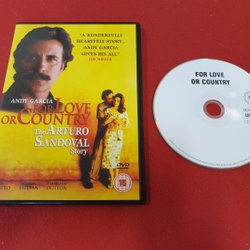 "A WONDERFULLY
HEARTFELT STORY...
ANDY GARCIA
GIVES HIS ALL"
ANDY GARCIA
FOR LOVE
OR COUNTRY
The ARTURO
SANDOVAL
Story
DVD
15
FOR LOVE
OR COUNTRY